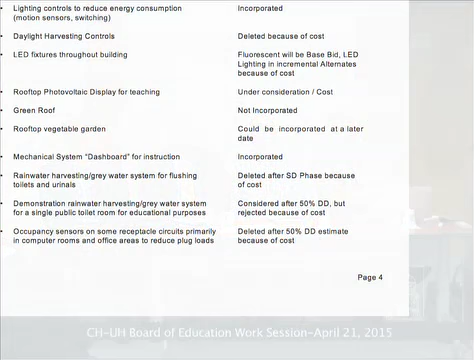 • Lighting controls to reduce energy consumption Incorporated
(motion sensors, switching)
• Daylight Harvesting Controls Deleted because of cost
• LED fixtures throughout building Fluorescent will be Base Bid, LED
Lighting in incremental Alternates
because of cost
• Rooftop Photovoltaic Display for teaching Under consideration / Cost
• Green Roof Not Incorporated
• Rooftop vegetable garden Could be incorporated at a later
date
• Mechanical System "Dashboard" for instruction Incorporated
• Rainwater harvesting/grey water system for flushing Deleted after SD Phase because
toilets and urinals of cost
• Demonstration rainwater harvesting/grey water system Considered after 50% DD, but
for a single public toilet room for educational purposes rejected because of cost
• Occupancy sensors on some receptacle circuits primarily Deleted after 50% DD estimate
in computer rooms and office areas to reduce plug loads because of cost
Page 4
CH-UH Board of Education Work Session-April 21, 2015